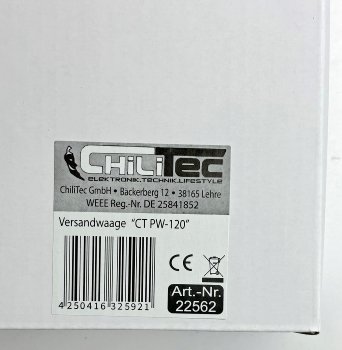 CHiLiTEC
ELEKTRONIK.TECHNIK.LIFESTYLE
ChiliTec GmbH • Bäckerberg 12 • 38165 Lehre
WEEE Reg.-Nr. DE 25841852
Versandwaage "CT PW-120"
CE
4 250416 325921
Art.-Nr.
22562